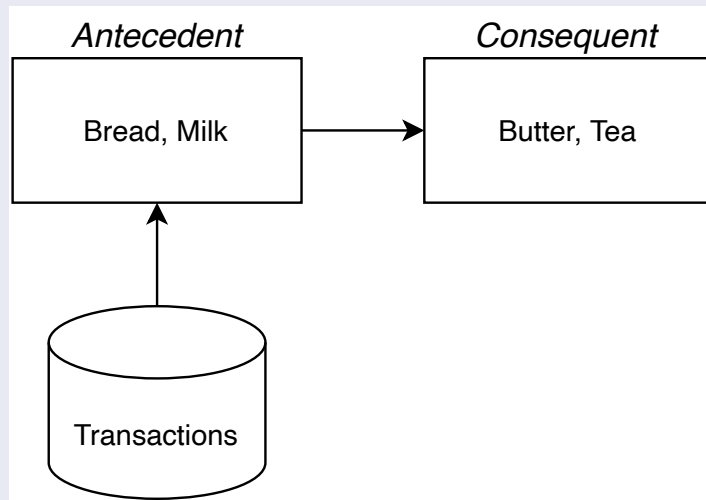 Antecedent
Consequent
Bread, Milk
Butter, Tea
Transactions